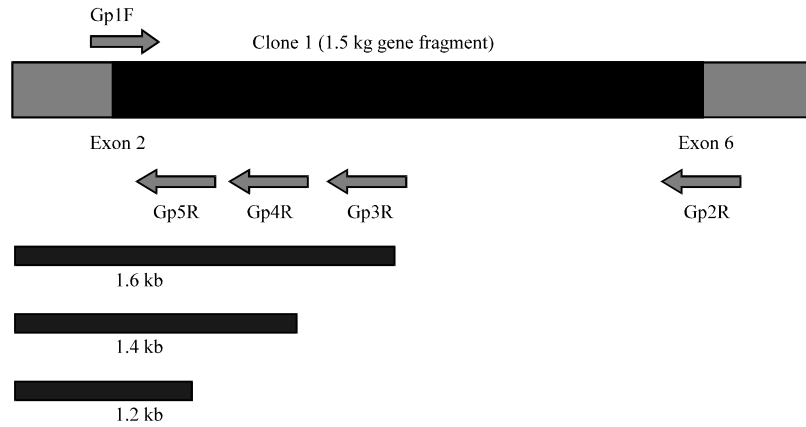 Gp1F
Clone 1 (1.5 kg gene fragment)
Exon 2
Exon 6
Gp5R
Gp4R
Gp3R
Gp2R
1.6 kb
1.4 kb
1.2 kb